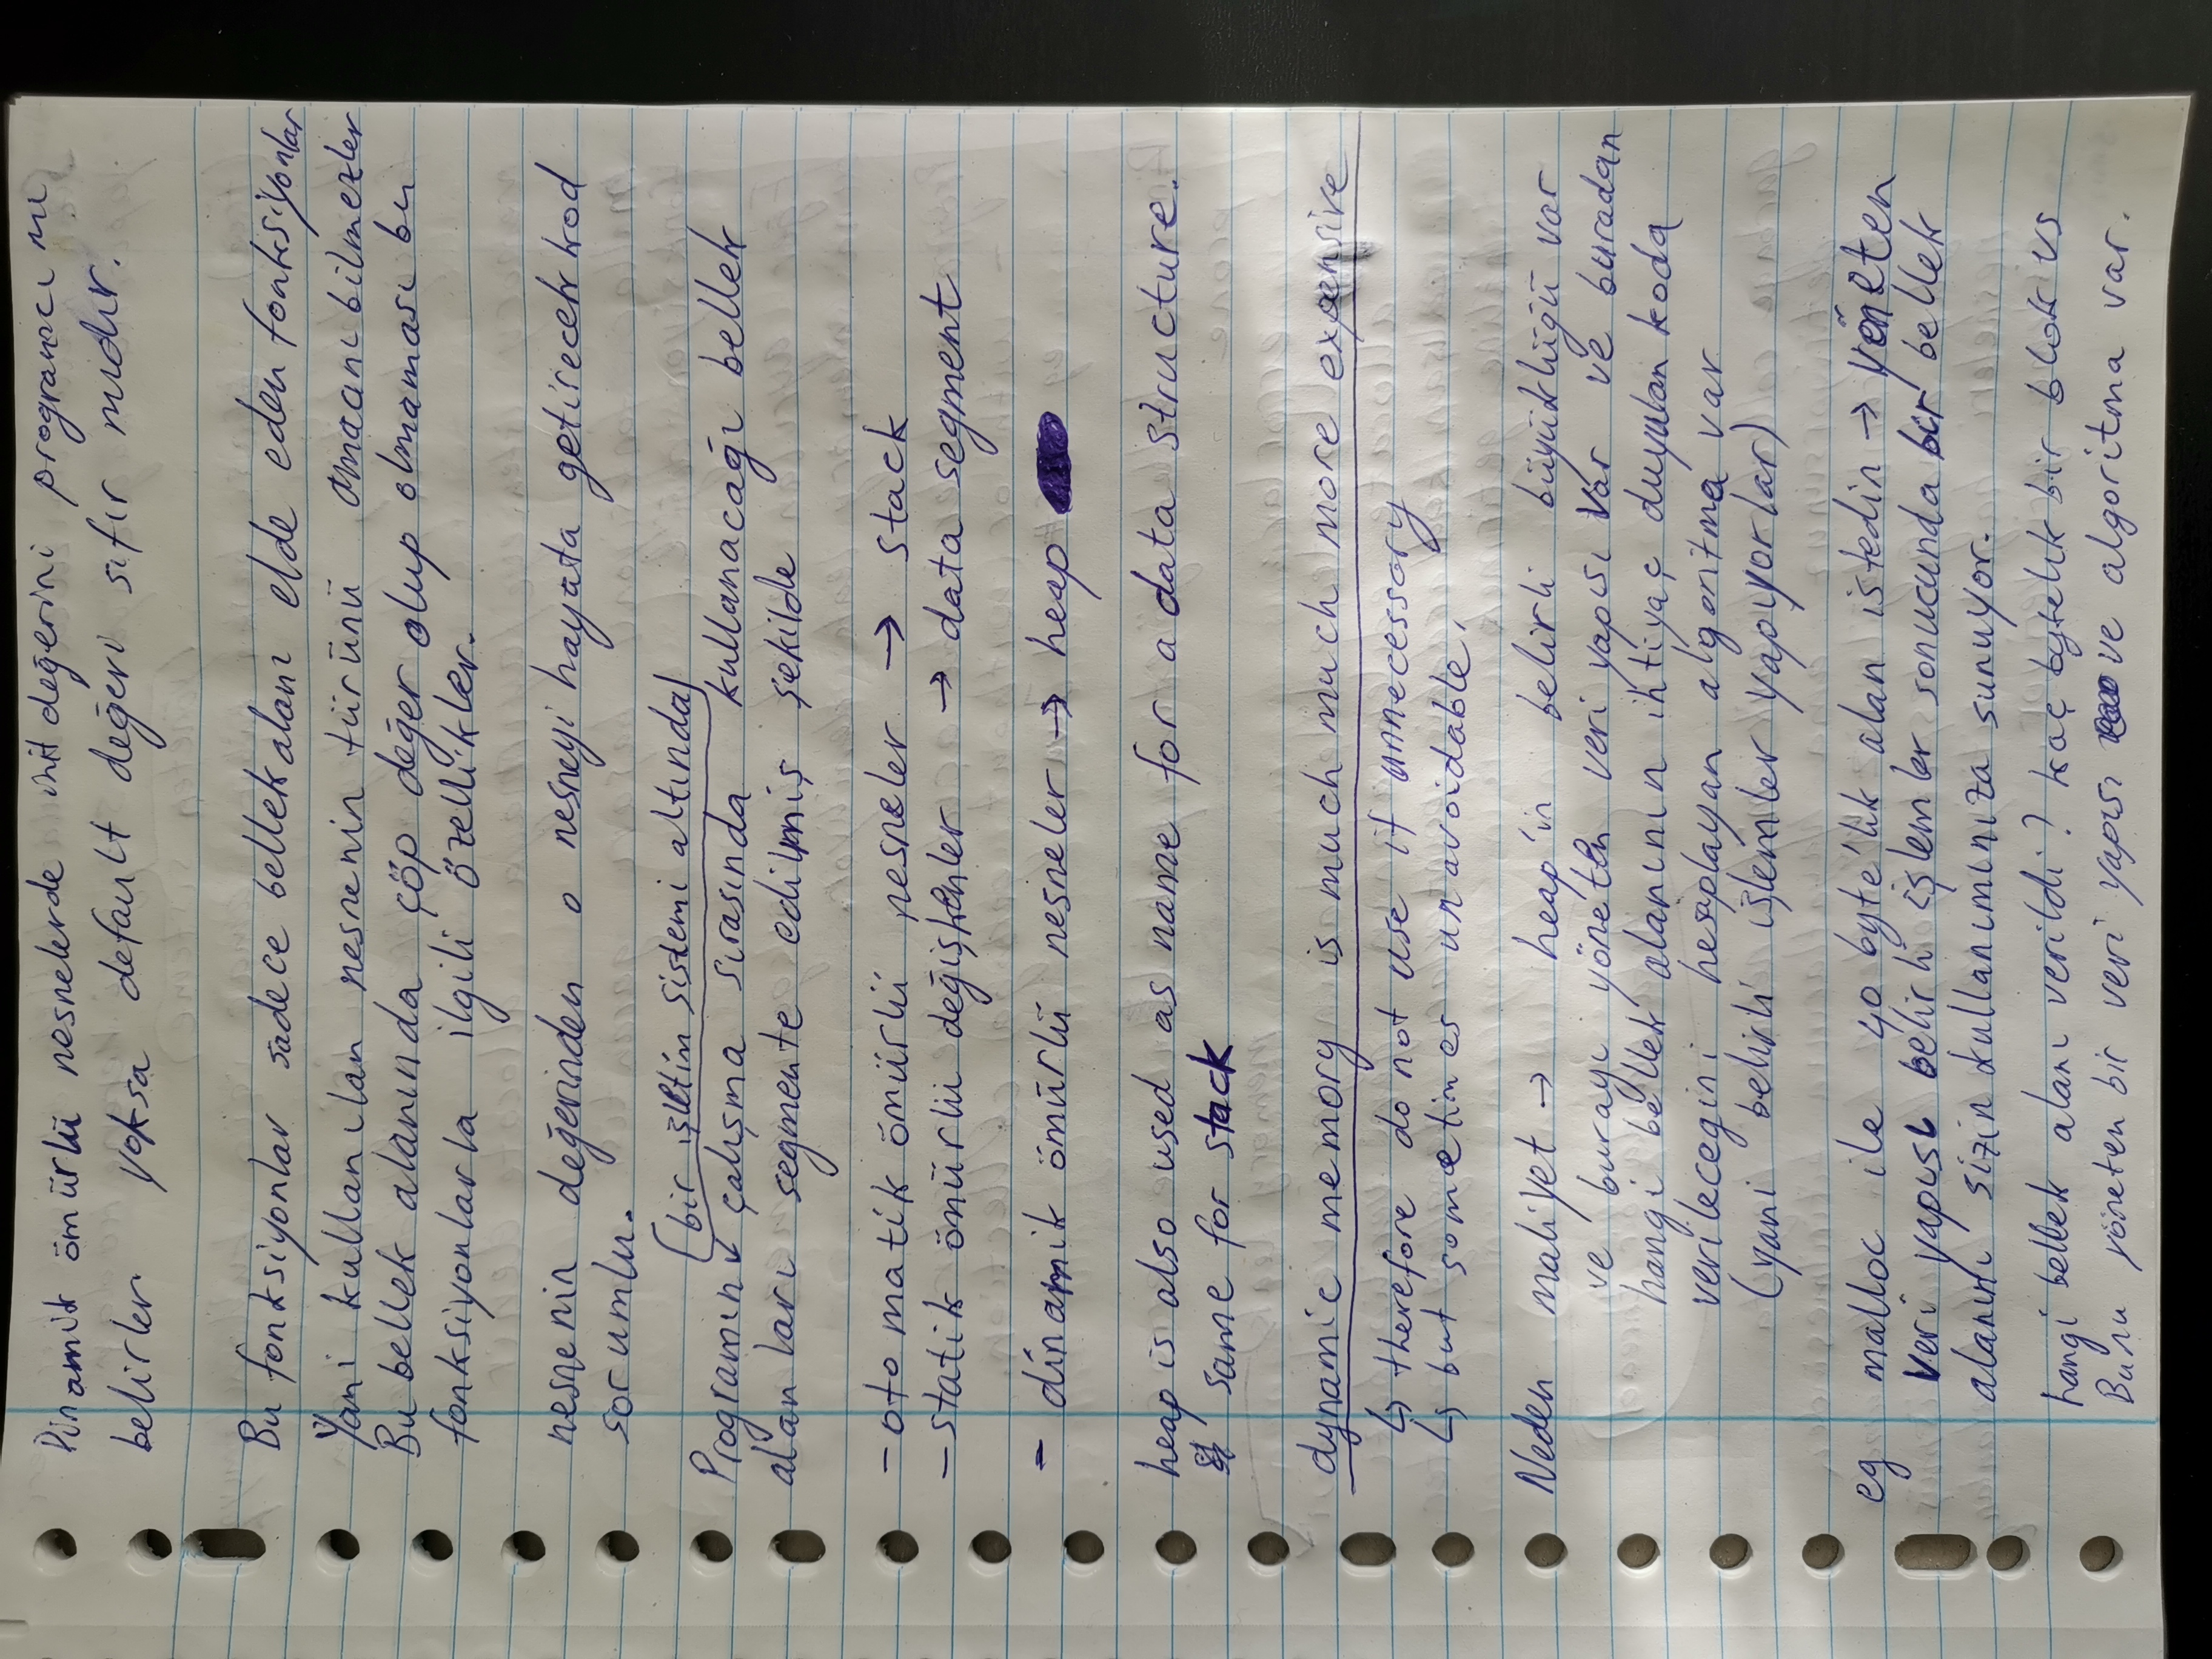 Dinamik ömürlü nesnelerde init değerini programcı mı
belirler yoksa default değeri sıfır mıdır.
Bu fonksiyonlar sadece bellek alanı elde eden fonksiyonlar
Yani kullanılan nesnenin türünü amacını bilmezler
Bu bellek alanında çöp değer olup olmaması bu
fonksiyonlarla ilgili özellikler.
nesnenin değerinden o nesneyi hayata getirecek kod
sorumlu.
(bir işletim sistemi altında)
Programın çalışma sırasında kullanacağı bellek
alanları segmente edilmiş şekilde
- otomatik ömürlü nesneler → stack
- statik ömürlü değişkenler → data segment
- dinamik ömürlü nesneler → heap
heap is also used as name for a data structure.
same for stack
dynamic memory is much much more expensive
↳ therefore do not use it unnecessary
↳ but sometimes unavoidable.
Neden maliyet → heap'in belirli büyüklüğü var
ve burayı yöneten veri yapısı var ve buradan
hangi bellek alanının ihtiyaç duyulan koda
verilecegini hesaplayan algoritma var
(yani belirli işlemler yapıyorlar)
eg malloc ile 40 byte'lık alan istedin → yöneten
veri yapısı belirli işlemler sonucunda bir bellek
alanını sizin kullanımınıza sunuyor.
hangi bellek alanı verildi? kaç bytelık bir blok vs
Bunu yöneten bir veri yapısı ve algoritma var.